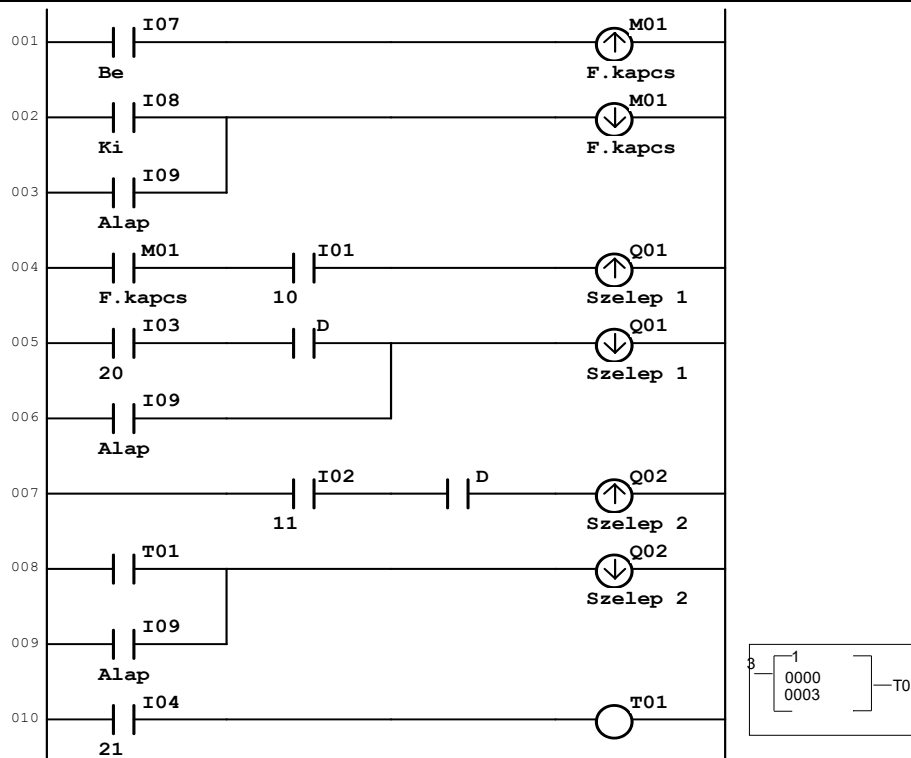 I07 M01
001
Be F.kapcs
I08 M01
002
Ki F.kapcs
I09
003
Alap
M01 I01 Q01
004
F.kapcs 10 Szelep 1
I03 D Q01
005
20 Szelep 1
I09
006
Alap
I02 D Q02
007
11 Szelep 2
T01 Q02
008
Szelep 2
I09
009
Alap
3 1
0000
0003
T0
I04 T01
010
21